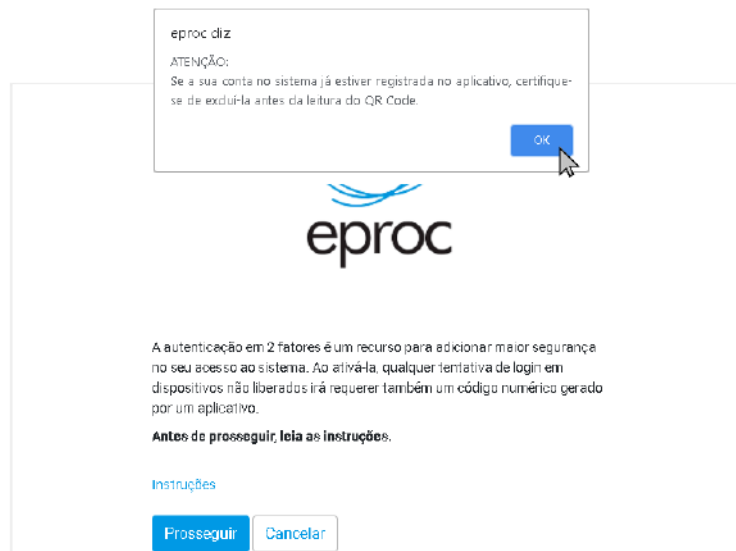 eproc diz
ATENÇÃO:
Se a sua conta no sistema já estiver registrada no aplicativo, certifique-
se de excluí-la antes da leitura do QR Code.
OK
eproc
A autenticação em 2 fatores é um recurso para adicionar maior segurança
no seu acesso ao sistema. Ao ativá-la, qualquer tentativa de login em
dispositivos não liberados irá requerer também um código numérico gerado
por um aplicativo.
Antes de prosseguir, leia as instruções.
Instruções
Prosseguir
Cancelar